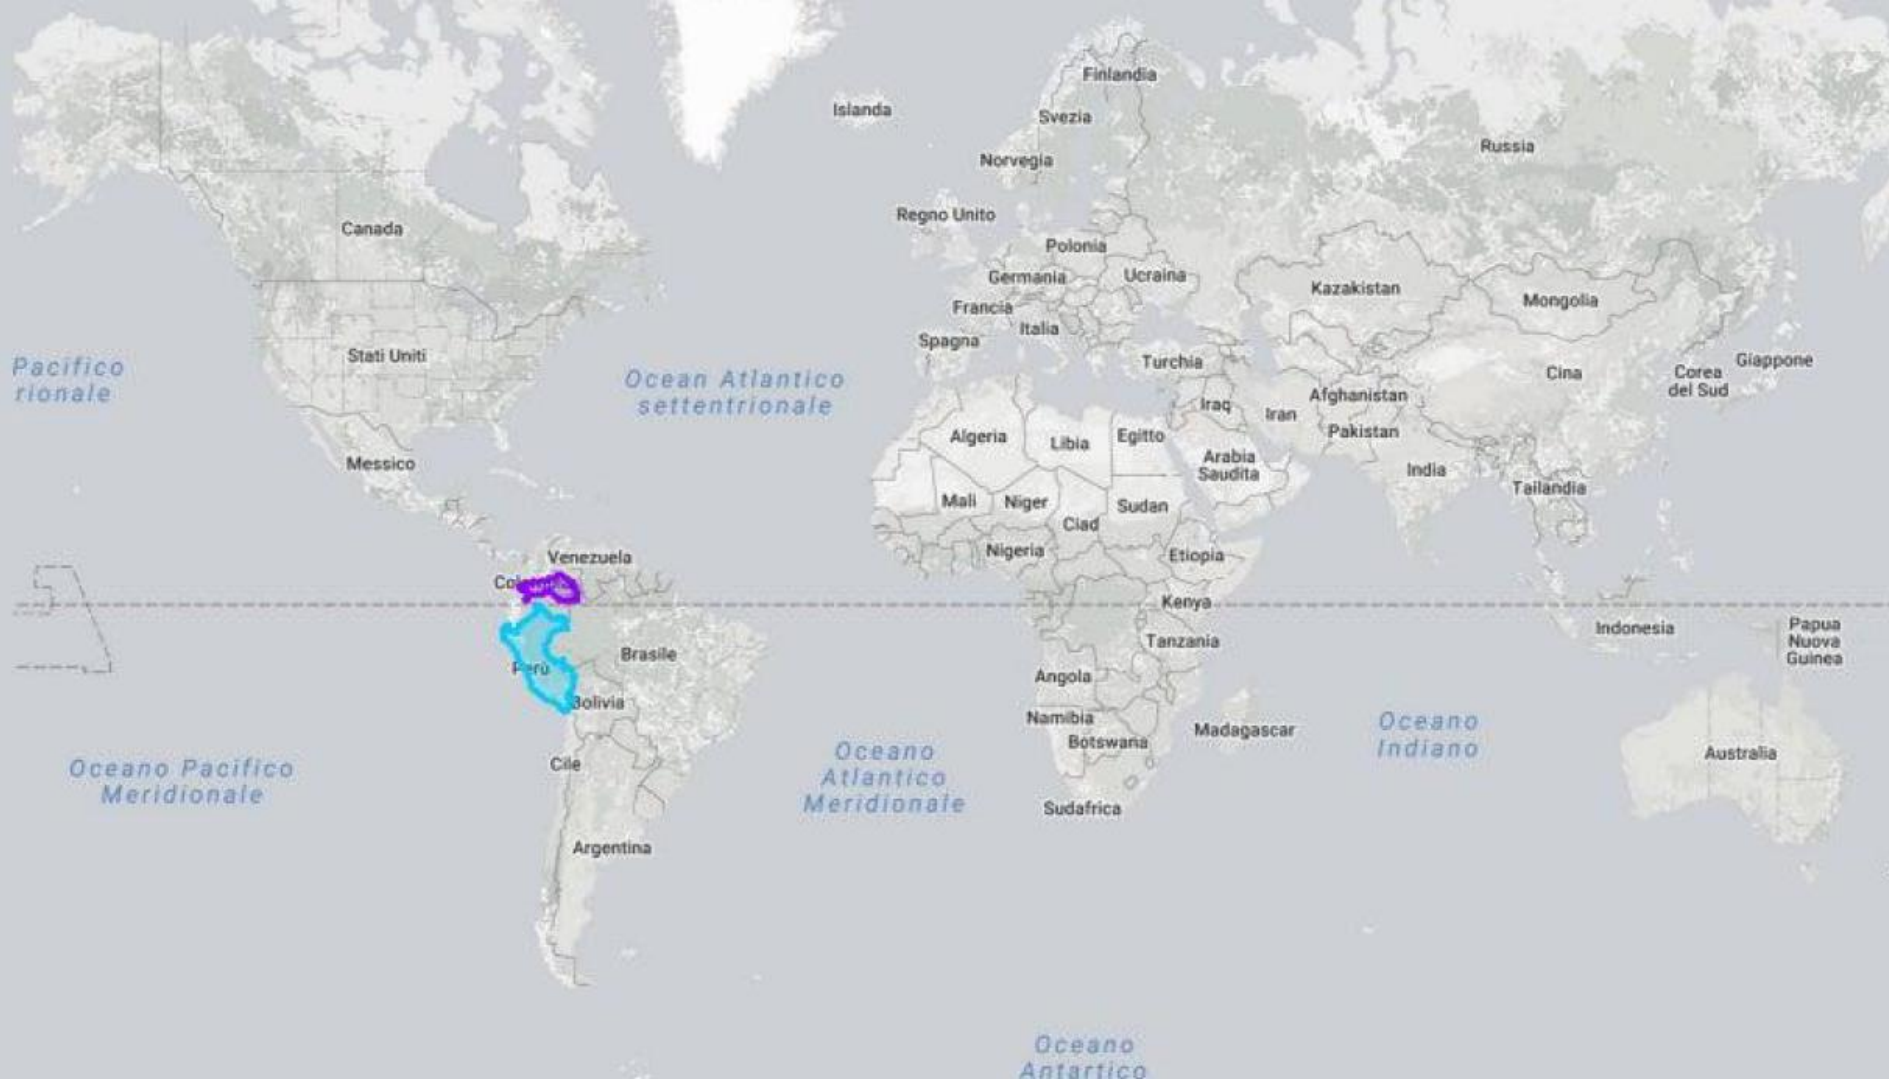 Finlandia
Islanda
Svezia
Russia
Norvegia
Regno Unito
Canada
Polonia
Germania
Ucraina
Kazakistan
Mongolia
Francia
Italia
Spagna
Stati Uniti
Turchia
Giappone
Pacifico
rionale
Ocean Atlantico
settentrionale
Cina
Corea
del Sud
Afghanistan
Iraq
Iran
Pakistan
Algeria
Libia
Egitto
Arabia
Saudita
Messico
India
Tailandia
Mali
Niger
Sudan
Ciad
Nigeria
Etiopia
Venezuela
Col
Kenya
Indonesia
Papua
Nuova
Guinea
Tanzania
Brasile
Perù
Angola
Bolivia
Namibia
Madagascar
Oceano
Indiano
Botswana
Australia
Oceano Pacifico
Meridionale
Cile
Oceano
Atlantico
Meridionale
Sudafrica
Argentina
Oceano
Antartico